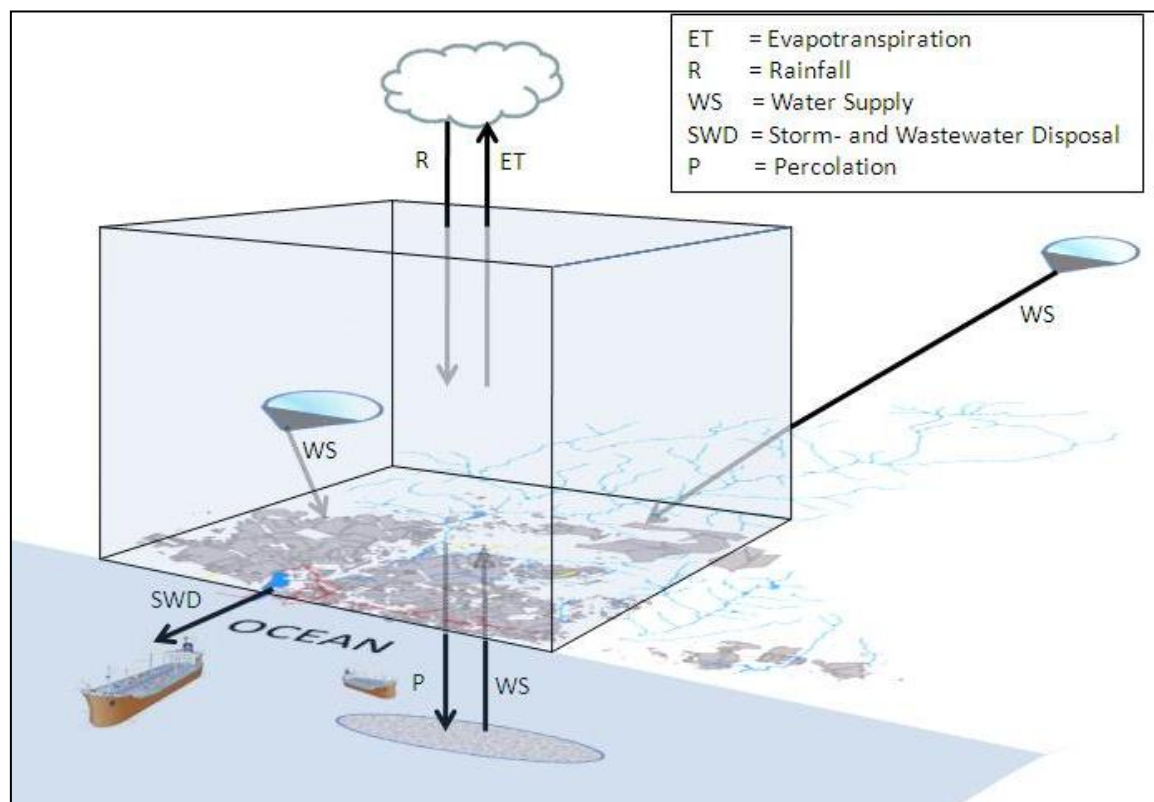 ET = Evapotranspiration
R = Rainfall
WS = Water Supply
SWD = Storm- and Wastewater Disposal
P = Percolation
R
ET
WS
WS
SWD
OCEAN
P
WS